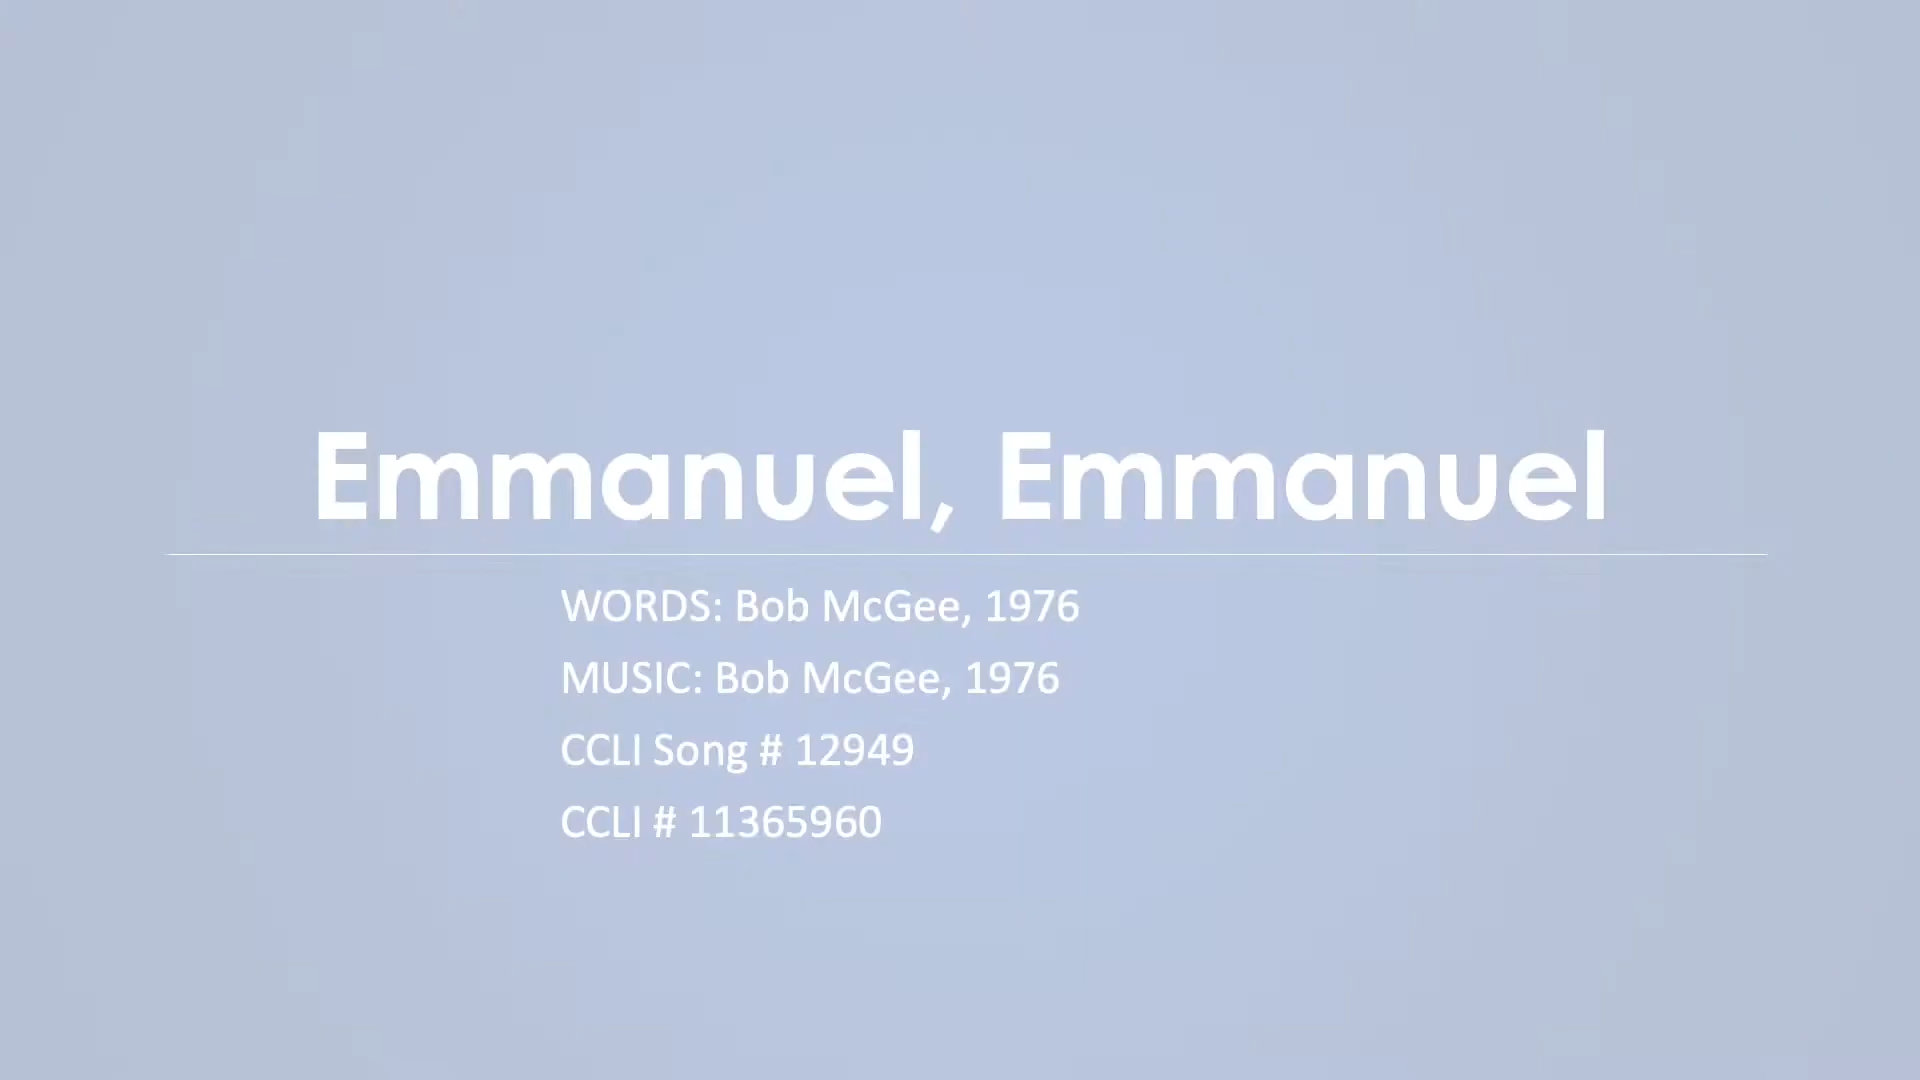 Emmanuel, Emmanuel
WORDS: Bob McGee, 1976
MUSIC: Bob McGee, 1976
CCLI Song # 12949
CCLI # 11365960